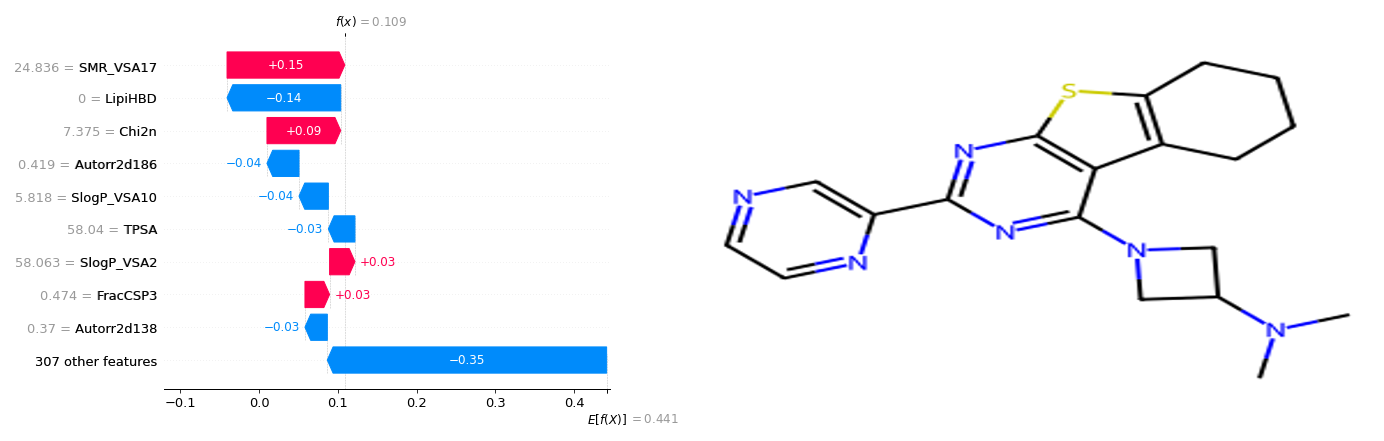 f(x) = 0.109
24.836 = SMR_VSA17
+0.15
0 = LipiHBD
−0.14
7.375 = Chi2n
+0.09
0.419 = Autorr2d186
−0.04
5.818 = SlogP_VSA10
−0.04
58.04 = TPSA
−0.03
58.063 = SlogP_VSA2
+0.03
0.474 = FracCSP3
+0.03
0.37 = Autorr2d138
−0.03
307 other features
−0.35
−0.1 0.0 0.1 0.2 0.3 0.4
E[f(X)] = 0.441
S
N
N
N
N
N
N
N